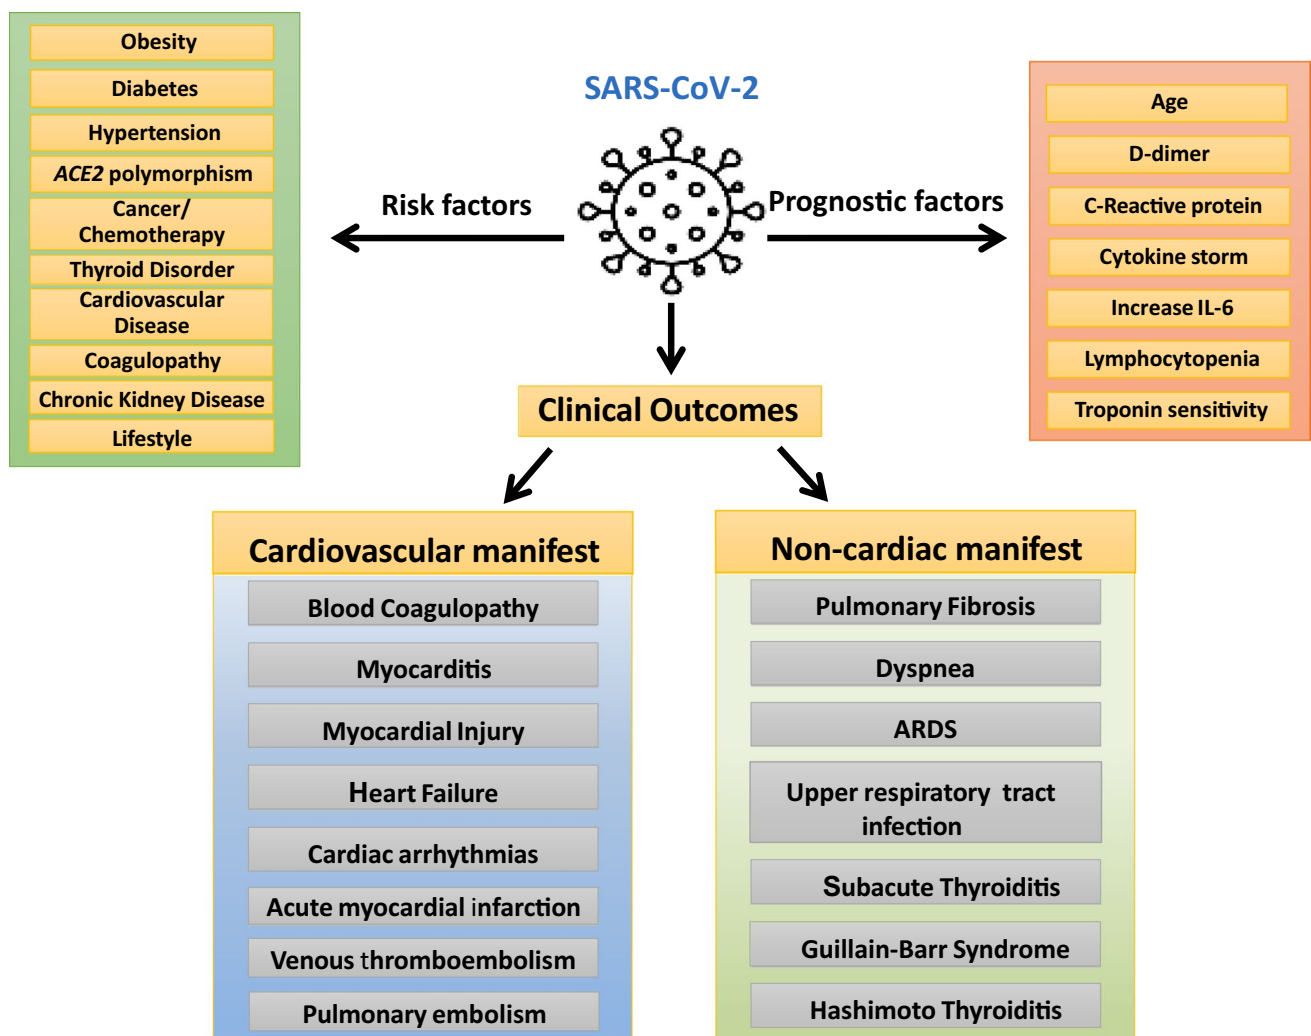 Obesity
Diabetes
Hypertension
ACE2 polymorphism
Cancer/
Chemotherapy
Thyroid Disorder
Cardiovascular
Disease
Coagulopathy
Chronic Kidney Disease
Lifestyle
Risk factors
SARS-CoV-2
Prognostic factors
Age
D-dimer
C-Reactive protein
Cytokine storm
Increase IL-6
Lymphocytopenia
Troponin sensitivity
Clinical Outcomes
Cardiovascular manifest
Blood Coagulopathy
Myocarditis
Myocardial Injury
Heart Failure
Cardiac arrhythmias
Acute myocardial infarction
Venous thromboembolism
Pulmonary embolism
Non-cardiac manifest
Pulmonary Fibrosis
Dyspnea
ARDS
Upper respiratory tract
infection
Subacute Thyroiditis
Guillain-Barr Syndrome
Hashimoto Thyroiditis